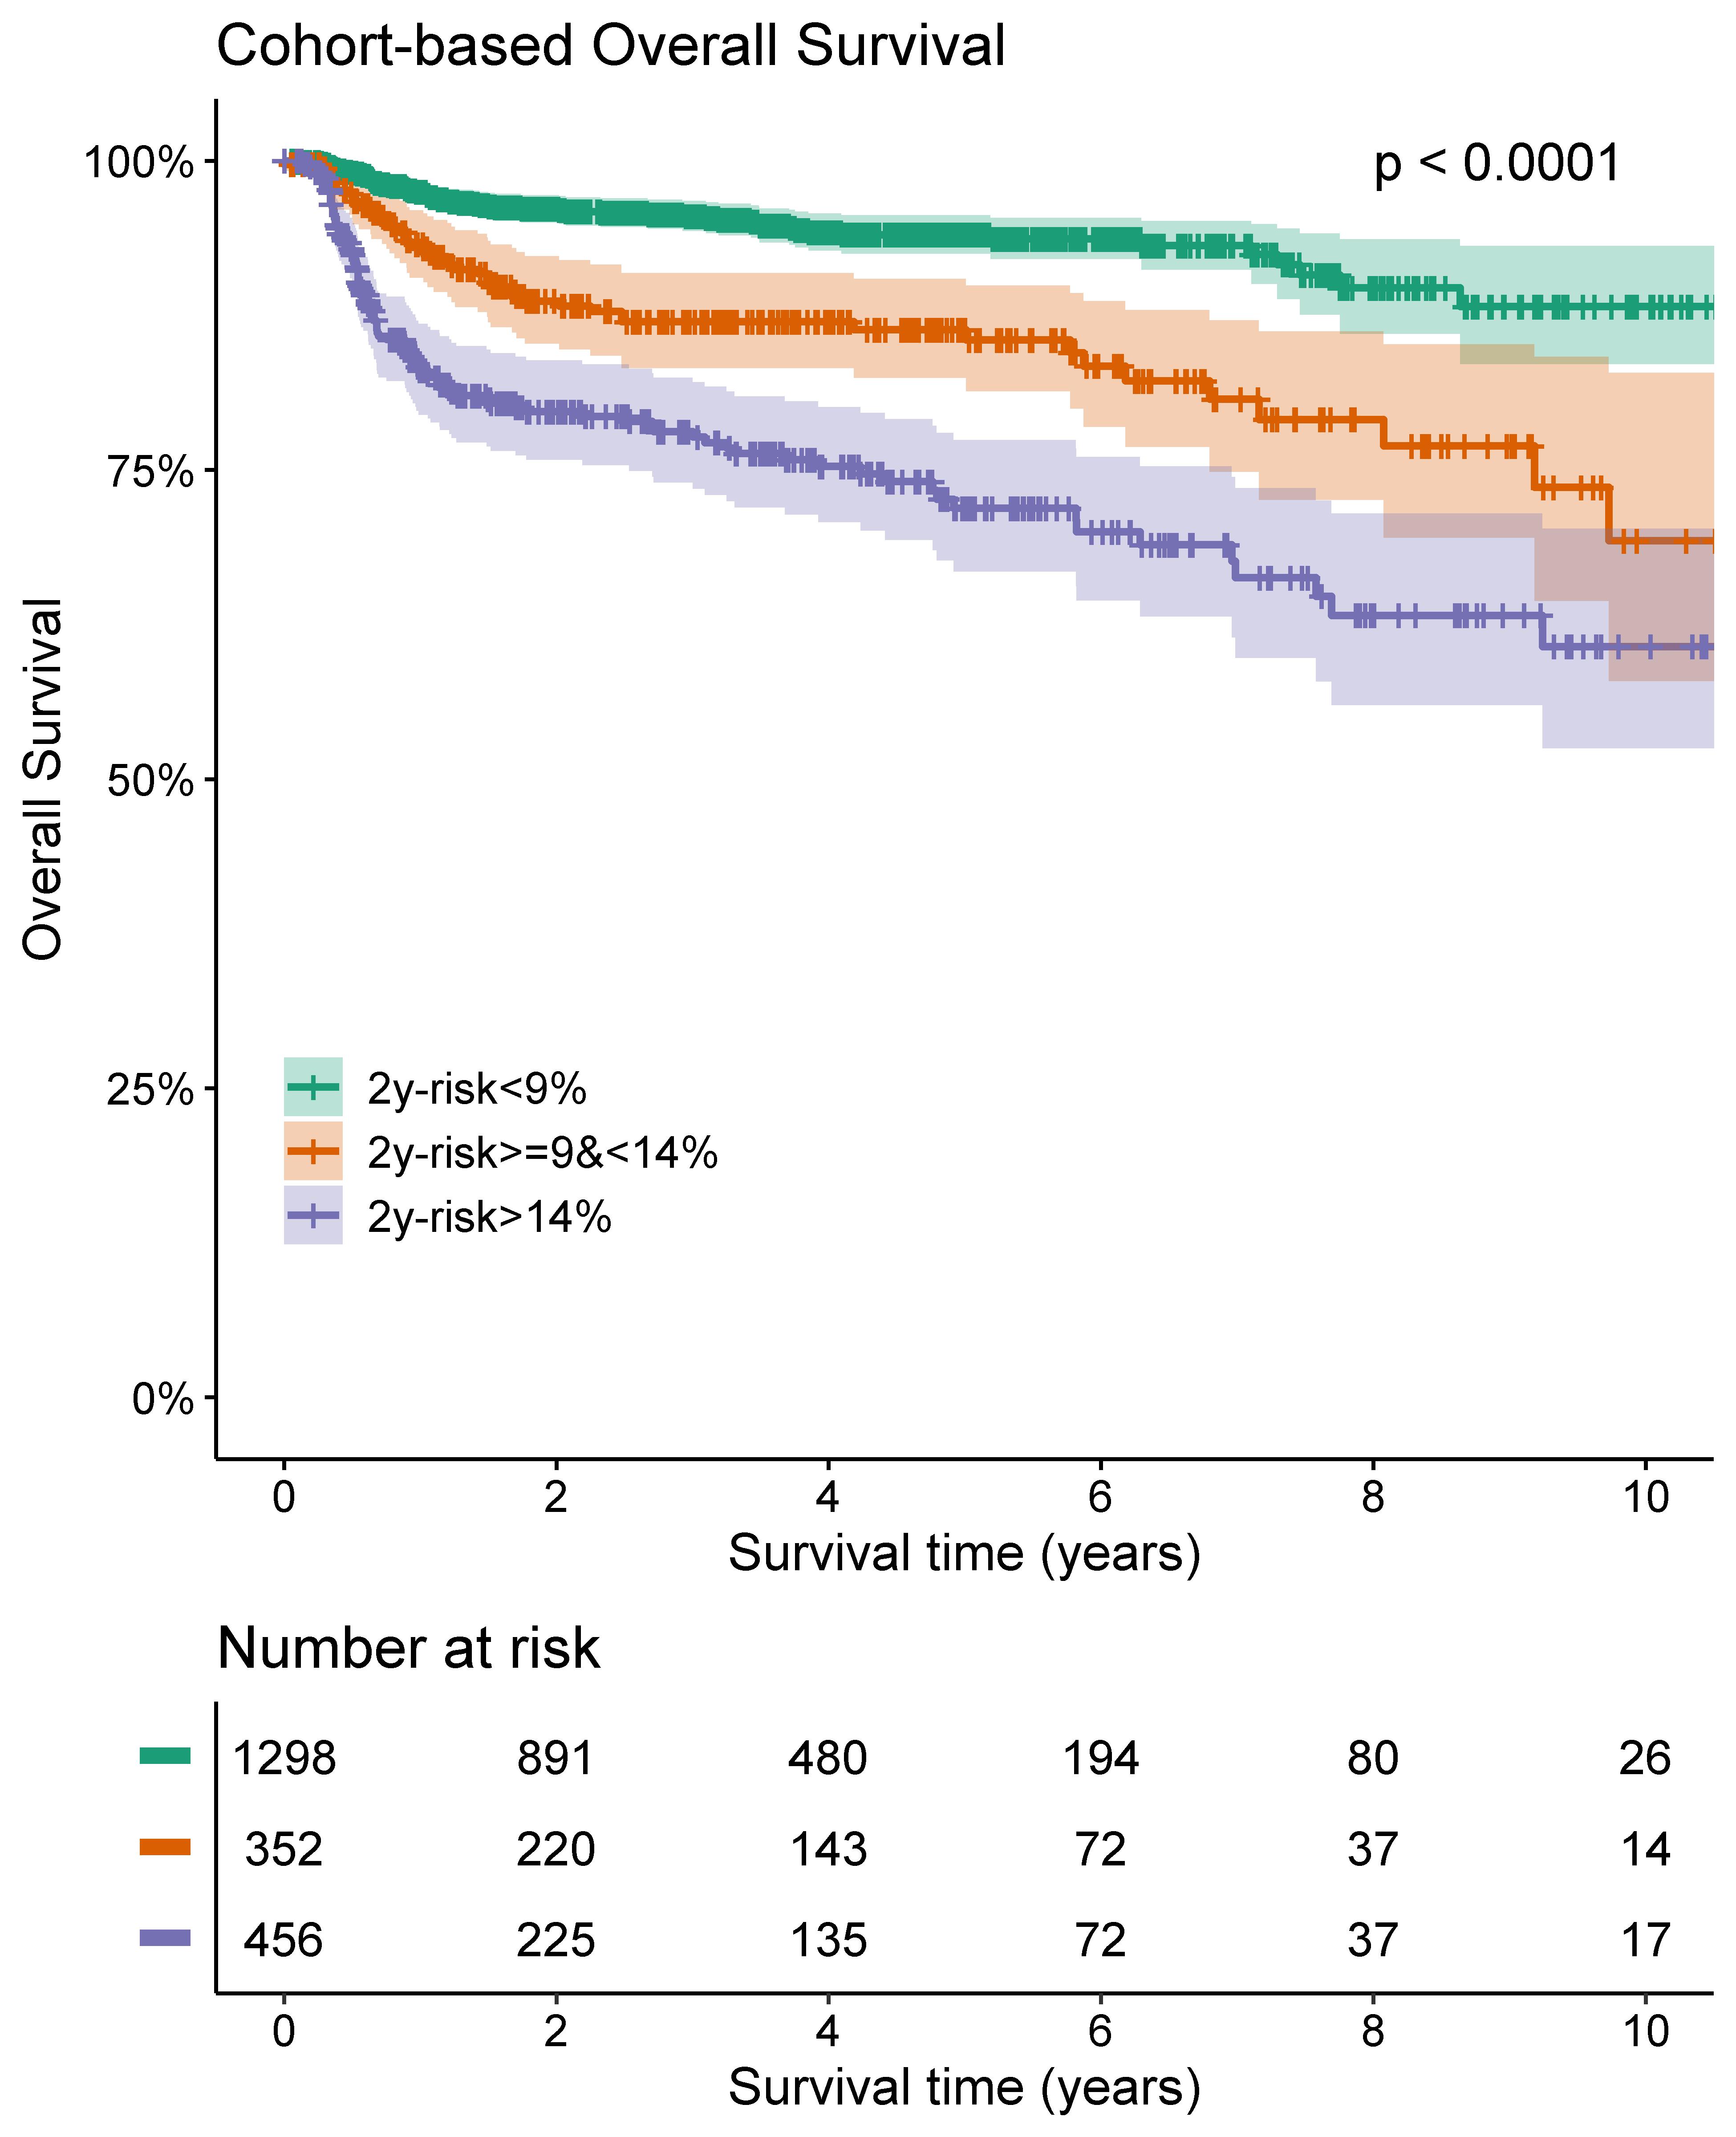 Cohort-based Overall Survival
p < 0.0001
100%
75%
50%
25%
0%
Overall Survival
2y-risk<9%
2y-risk>=9&<14%
2y-risk>14%
0 2 4 6 8 10
Survival time (years)
Number at risk
1298 891 480 194 80 26
352 220 143 72 37 14
456 225 135 72 37 17
0 2 4 6 8 10
Survival time (years)